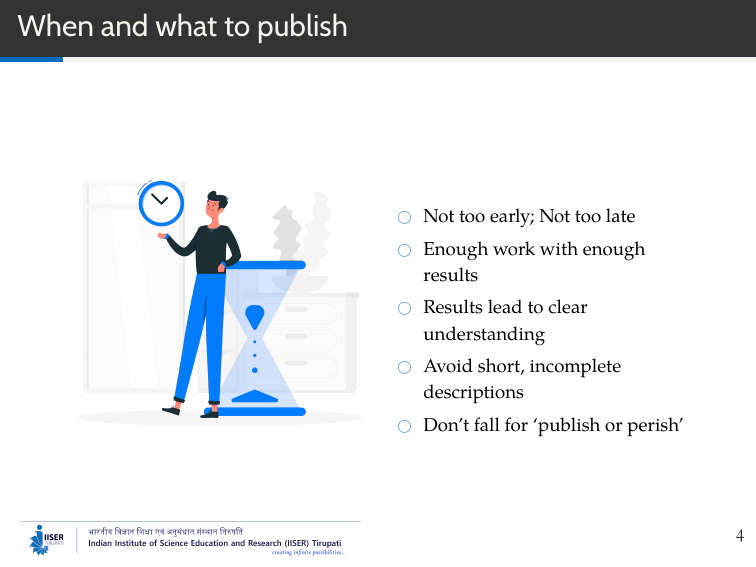 When and what to publish
Not too early; Not too late
Enough work with enough
results
Results lead to clear
understanding
Avoid short, incomplete
descriptions
Don't fall for ‘publish or perish’
IISER
TIRUPATI
भारतीय विज्ञान शिक्षा एवं अनुसंधान संस्थान तिरुपति
Indian Institute of Science Education and Research (IISER) Tirupati
creating infinite possibilities...
4